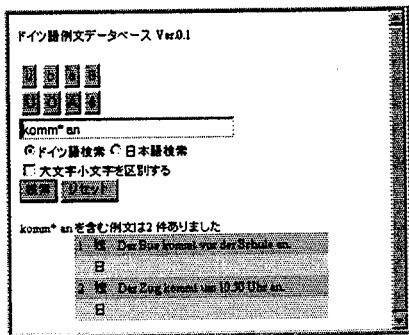 ドイツ語例文データベース Ver.0.1
komm* an
ドイツ語検索 日本語検索
大文字小文字を区別する
検索 リセット
komm* anを含む例文は2 件ありました
1 独 Der Bus kommt vor der Schule an.
日
2 独 Der Zug kommt um 10.30 Uhr an.
日